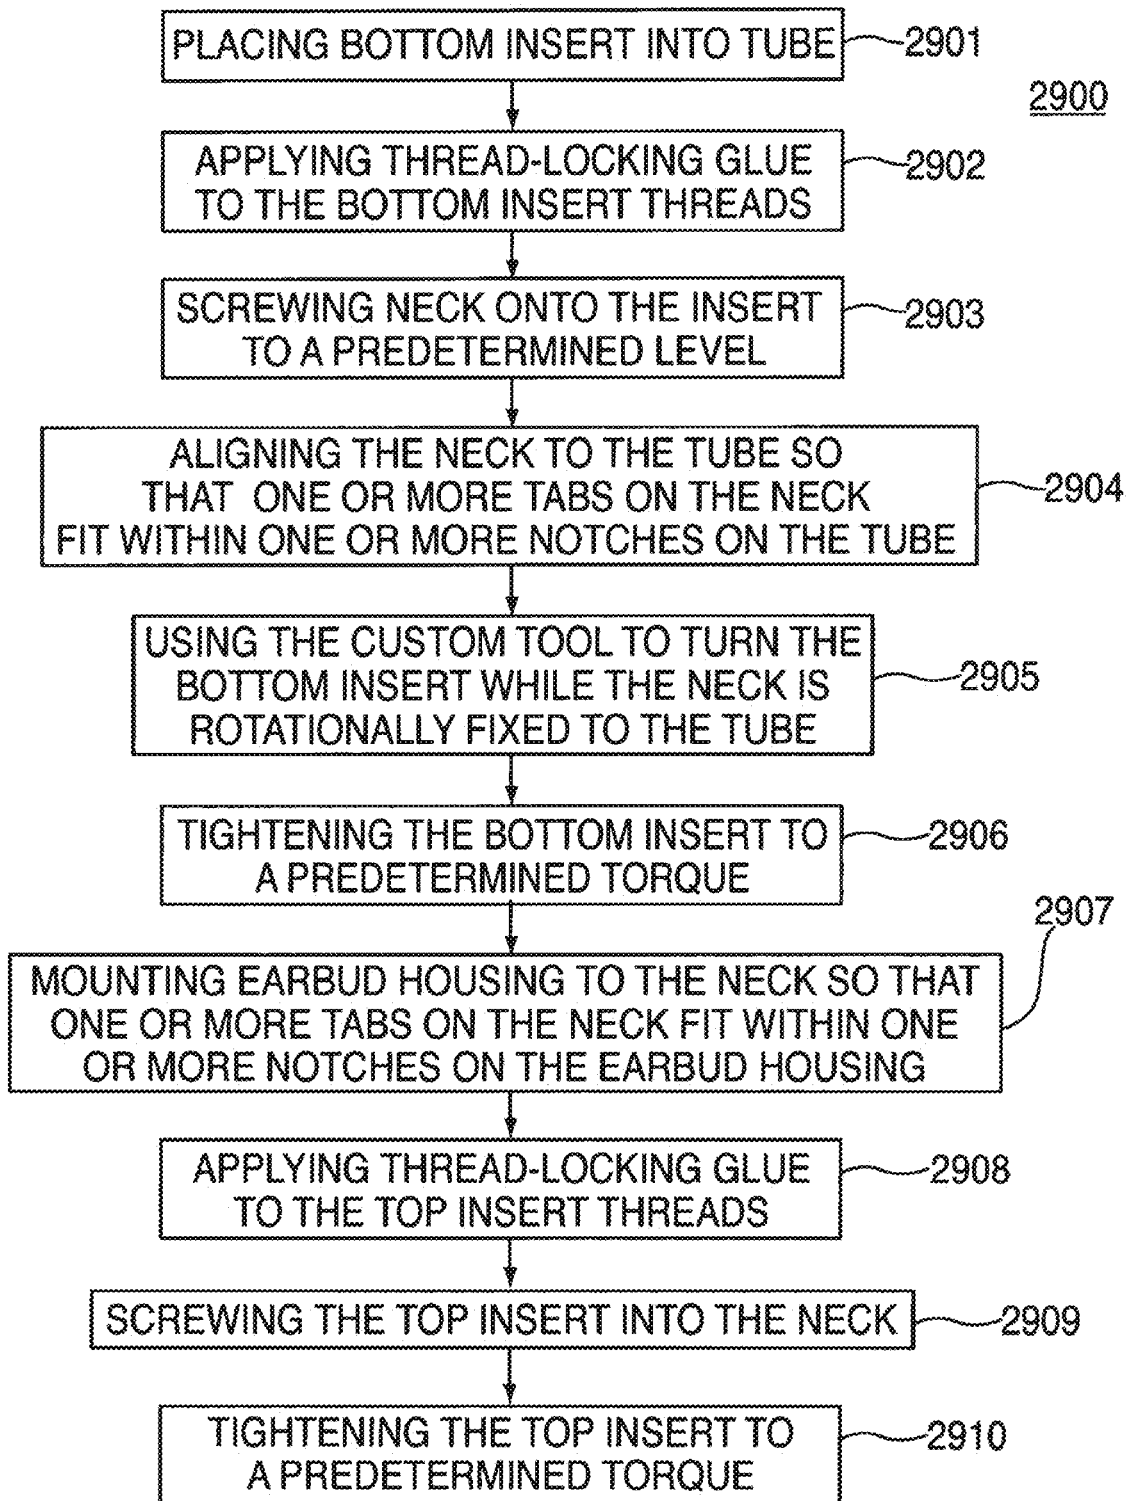 PLACING BOTTOM INSERT INTO TUBE
2901
2900
APPLYING THREAD-LOCKING GLUE
TO THE BOTTOM INSERT THREADS
2902
SCREWING NECK ONTO THE INSERT
TO A PREDETERMINED LEVEL
2903
ALIGNING THE NECK TO THE TUBE SO
THAT ONE OR MORE TABS ON THE NECK
FIT WITHIN ONE OR MORE NOTCHES ON THE TUBE
2904
USING THE CUSTOM TOOL TO TURN THE
BOTTOM INSERT WHILE THE NECK IS
ROTATIONALLY FIXED TO THE TUBE
2905
TIGHTENING THE BOTTOM INSERT TO
A PREDETERMINED TORQUE
2906
MOUNTING EARBUD HOUSING TO THE NECK SO THAT
ONE OR MORE TABS ON THE NECK FIT WITHIN ONE
OR MORE NOTCHES ON THE EARBUD HOUSING
2907
APPLYING THREAD-LOCKING GLUE
TO THE TOP INSERT THREADS
2908
SCREWING THE TOP INSERT INTO THE NECK
2909
TIGHTENING THE TOP INSERT TO
A PREDETERMINED TORQUE
2910